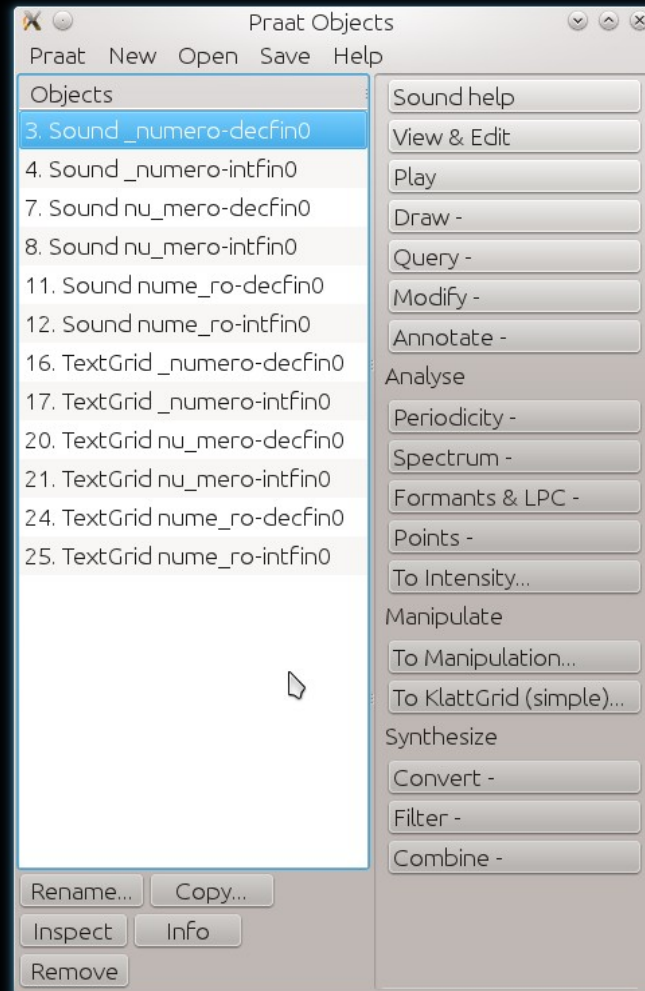 Praat Objects
Praat New Open Save Help
Objects
3. Sound _numero-decfin0
4. Sound _numero-intfin0
7. Sound nu_mero-decfin0
8. Sound nu_mero-intfin0
11. Sound nume_ro-decfin0
12. Sound nume_ro-intfin0
16. TextGrid _numero-decfin0
17. TextGrid _numero-intfin0
20. TextGrid nu_mero-decfin0
21. TextGrid nu_mero-intfin0
24. TextGrid nume_ro-decfin0
25. TextGrid nume_ro-intfin0
Rename... Copy...
Inspect Info
Remove
Sound help
View & Edit
Play
Draw -
Query -
Modify -
Annotate -
Analyse
Periodicity -
Spectrum -
Formants & LPC -
Points -
To Intensity...
Manipulate
To Manipulation...
To KlattGrid (simple)...
Synthesize
Convert -
Filter -
Combine -